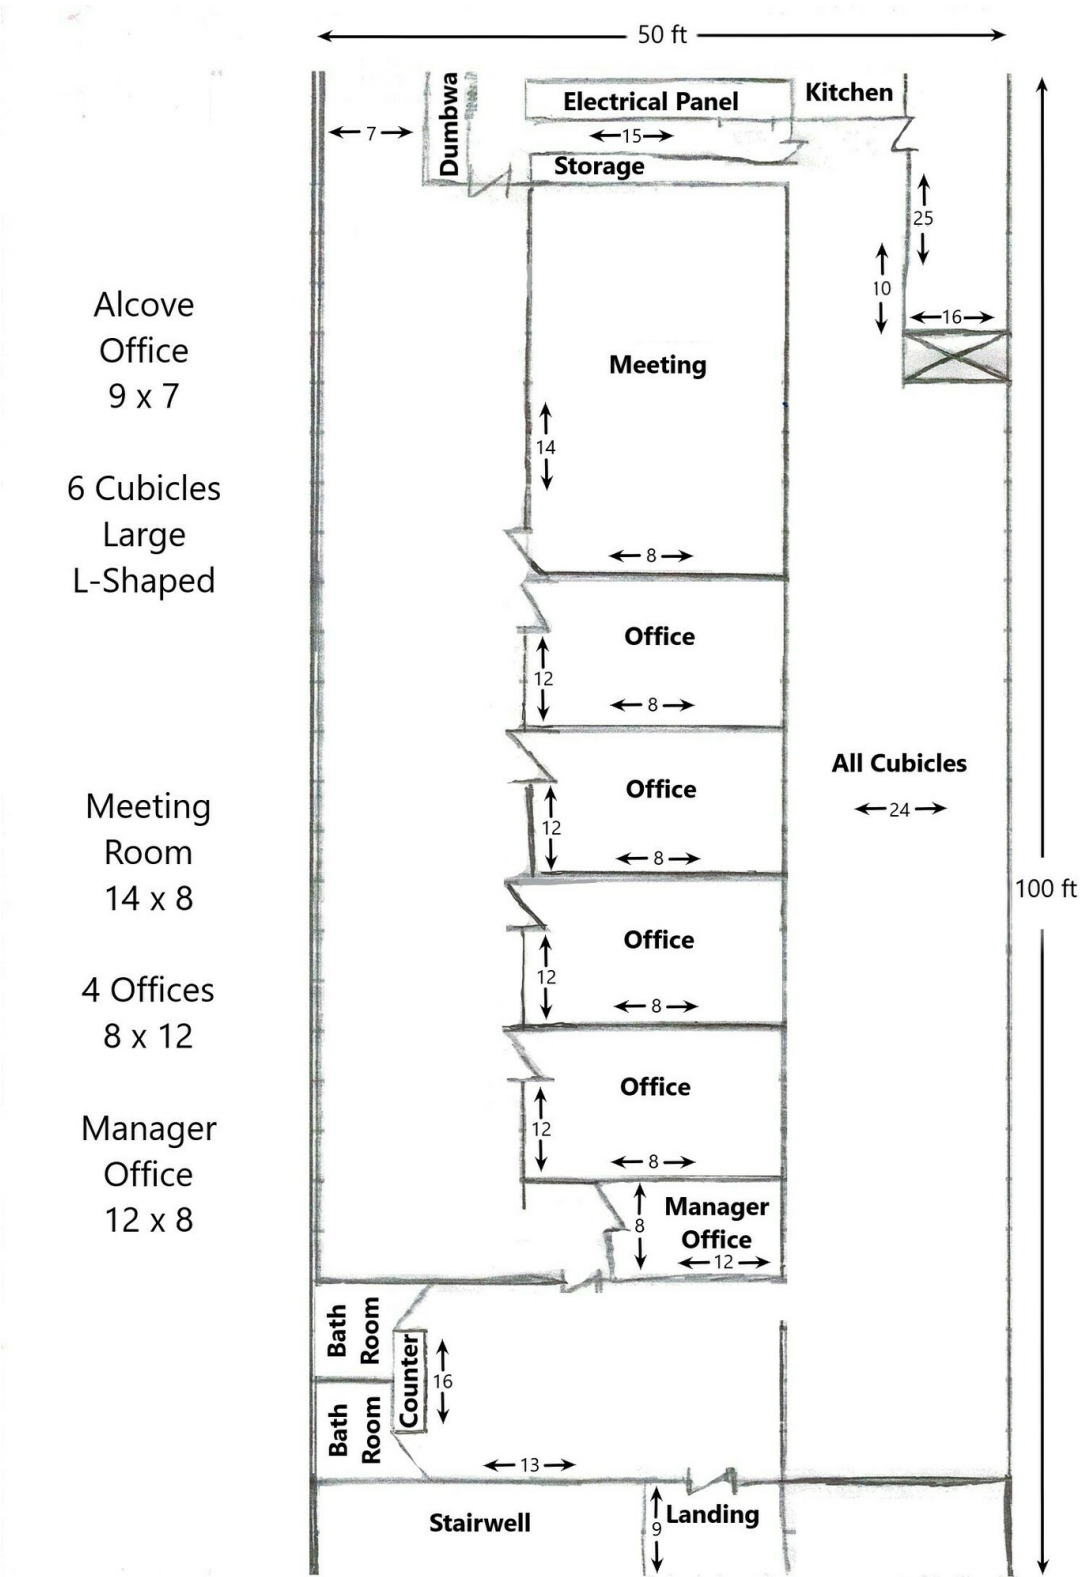 50 ft
Dumbwa
Electrical Panel
Kitchen
7
15
Storage
25
10
16
Alcove
Office
9 x 7
Meeting
14
6 Cubicles
Large
L-Shaped
8
Office
12
8
All Cubicles
24
Office
12
8
Meeting
Room
14 x 8
100 ft
Office
12
8
4 Offices
8 x 12
Office
12
8
Manager
Office
12 x 8
Manager
Office
8
12
Bath
Room
Counter
16
Bath
Room
13
Stairwell
9
Landing